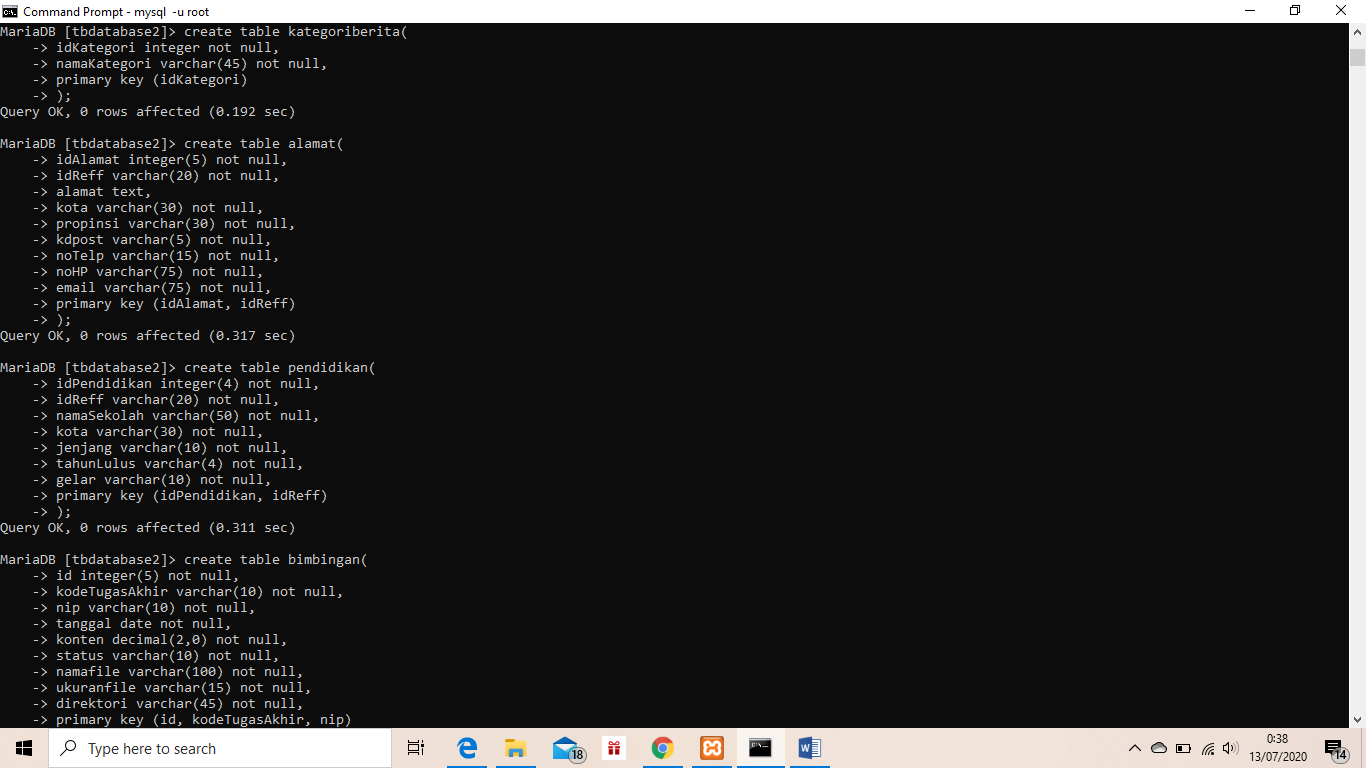 Command Prompt - mysql  -u root
MariaDB [tbdatabase2]> create table kategoriberita(
    -> idKategori integer not null,
    -> namaKategori varchar(45) not null,
    -> primary key (idKategori)
    -> );
Query OK, 0 rows affected (0.192 sec)

MariaDB [tbdatabase2]> create table alamat(
    -> idAlamat integer(5) not null,
    -> idReff varchar(20) not null,
    -> alamat text,
    -> kota varchar(30) not null,
    -> propinsi varchar(30) not null,
    -> kdpost varchar(5) not null,
    -> noTelp varchar(15) not null,
    -> noHP varchar(75) not null,
    -> email varchar(75) not null,
    -> primary key (idAlamat, idReff)
    -> );
Query OK, 0 rows affected (0.317 sec)

MariaDB [tbdatabase2]> create table pendidikan(
    -> idPendidikan integer(4) not null,
    -> idReff varchar(20) not null,
    -> namaSekolah varchar(50) not null,
    -> kota varchar(30) not null,
    -> jenjang varchar(10) not null,
    -> tahunLulus varchar(4) not null,
    -> gelar varchar(10) not null,
    -> primary key (idPendidikan, idReff)
    -> );
Query OK, 0 rows affected (0.311 sec)

MariaDB [tbdatabase2]> create table bimbingan(
    -> id integer(5) not null,
    -> kodeTugasAkhir varchar(10) not null,
    -> nip varchar(10) not null,
    -> tanggal date not null,
    -> konten decimal(2,0) not null,
    -> status varchar(10) not null,
    -> namafile varchar(100) not null,
    -> ukuranfile varchar(15) not null,
    -> direktori varchar(45) not null,
    -> primary key (id, kodeTugasAkhir, nip)
Type here to search
18
0:38
13/07/2020
14